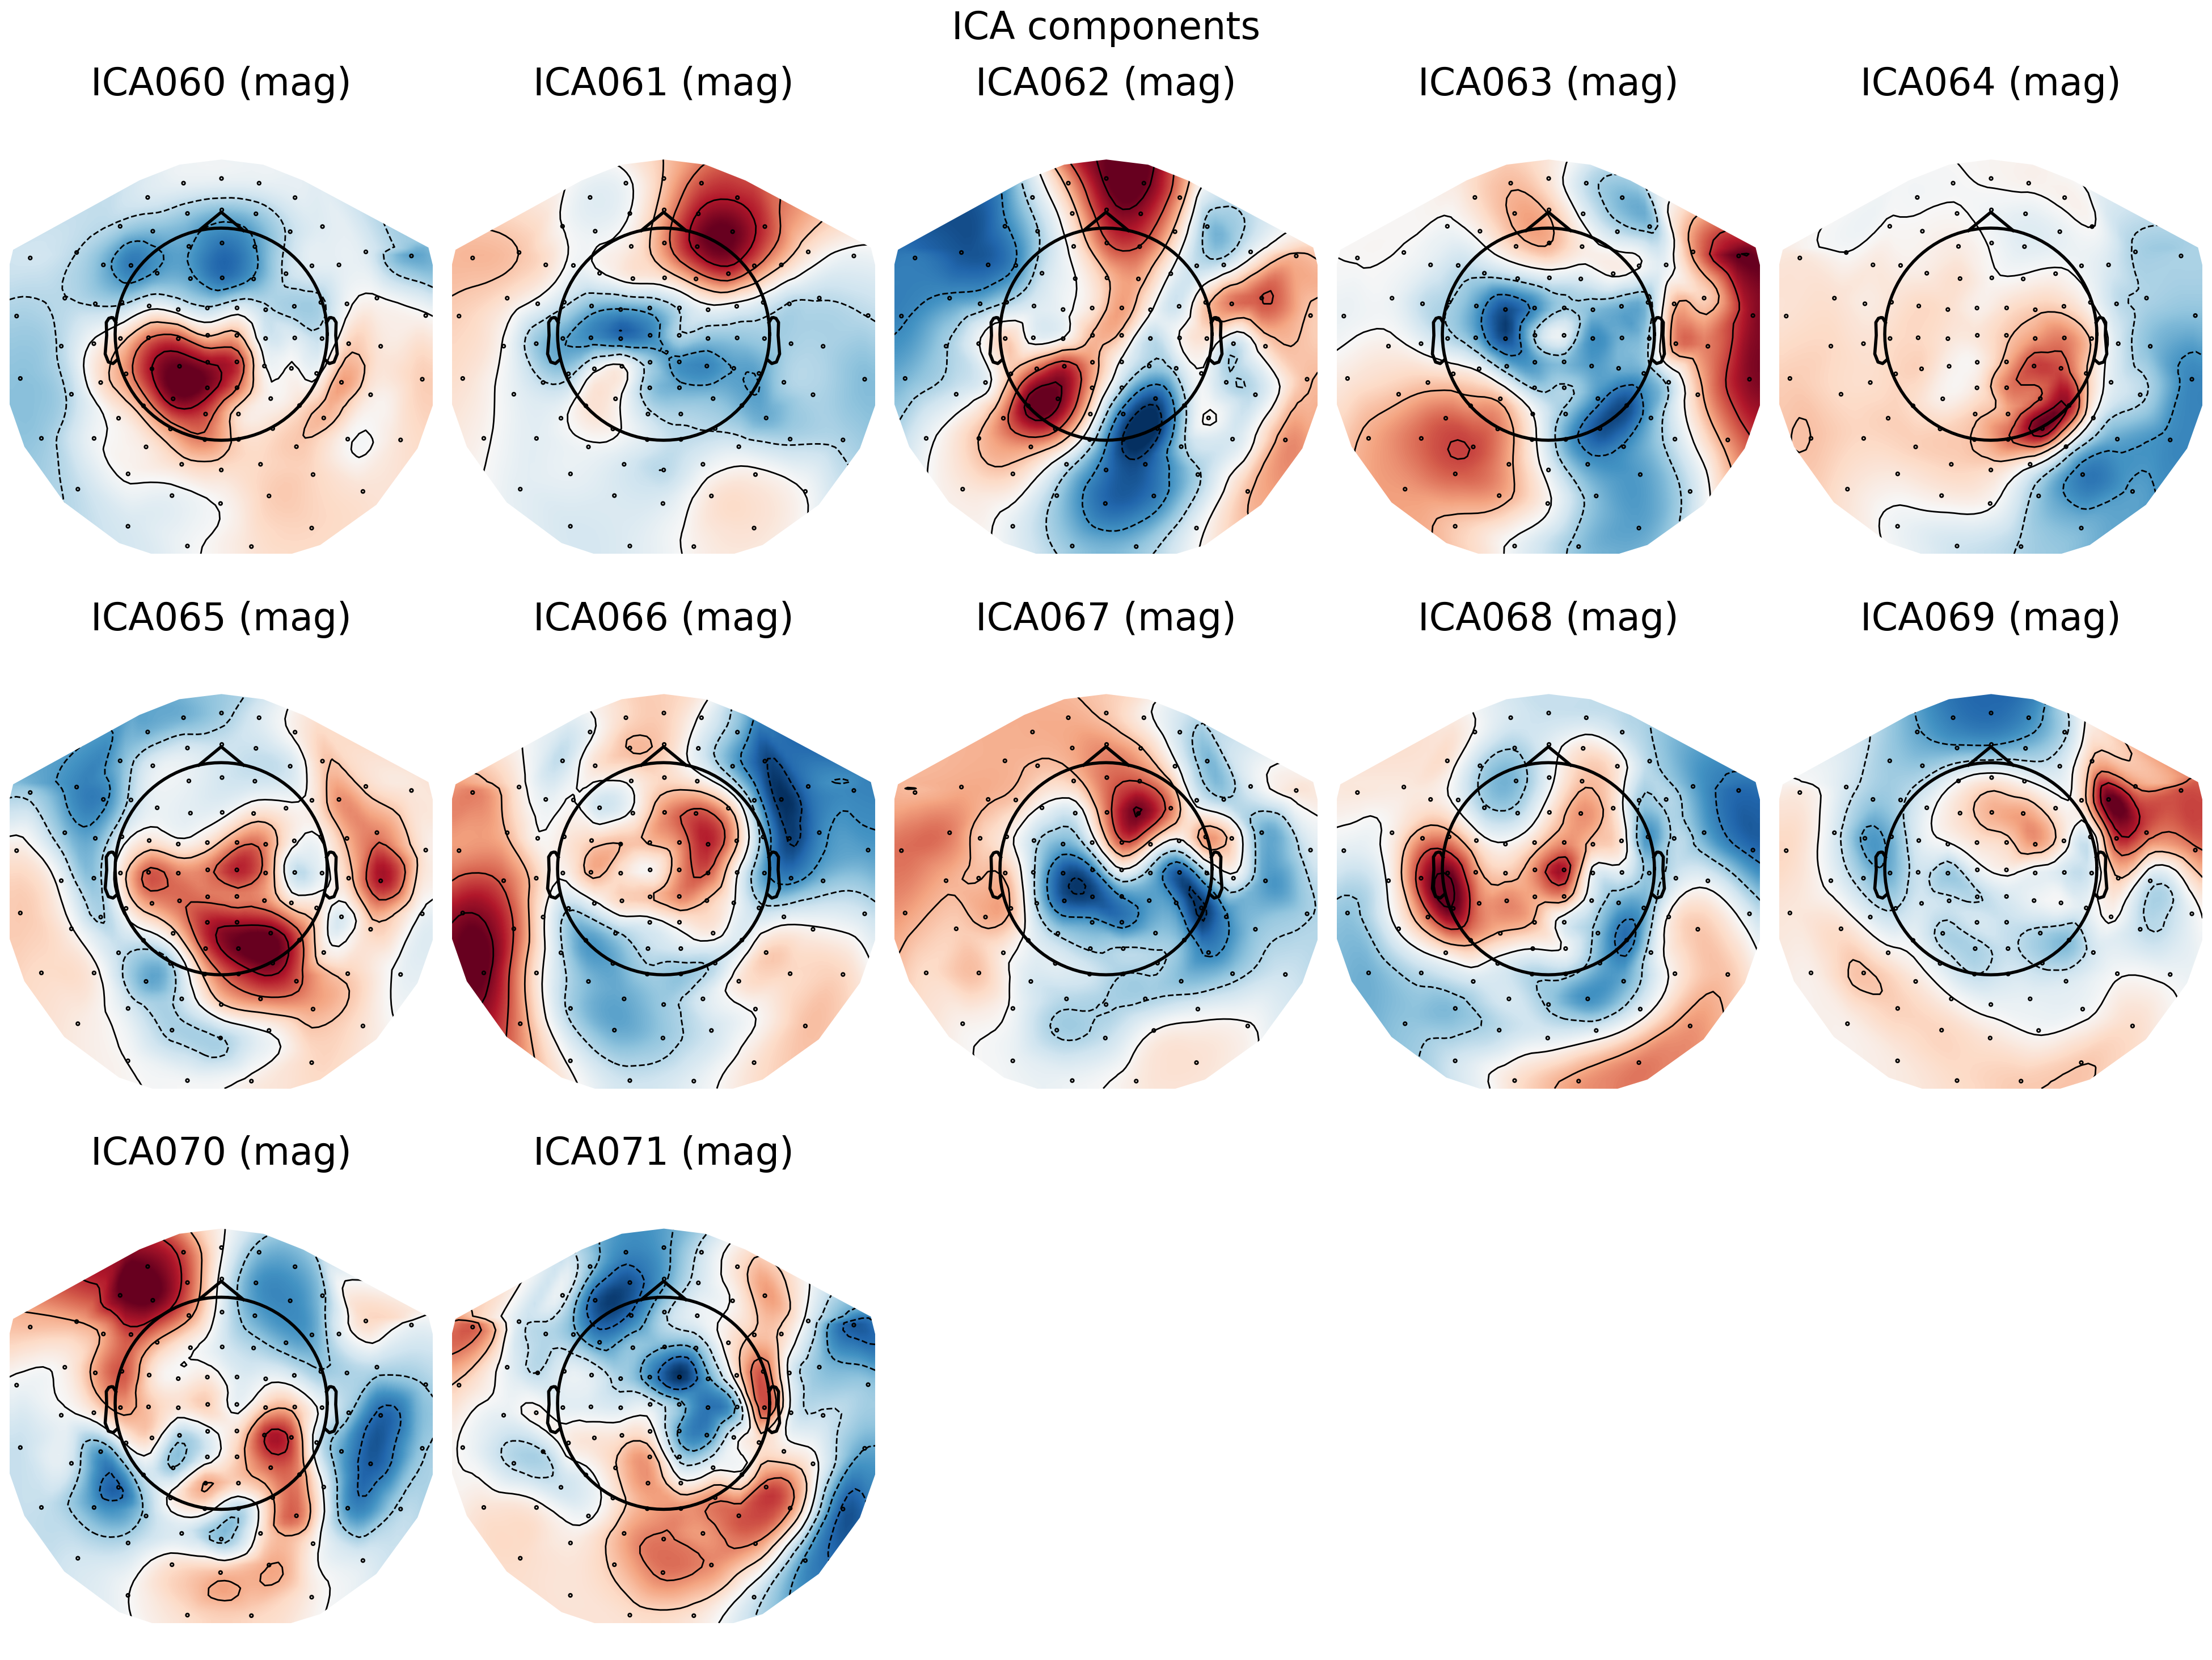 ICA components
ICA060 (mag) ICA061 (mag) ICA062 (mag) ICA063 (mag) ICA064 (mag)
ICA065 (mag) ICA066 (mag) ICA067 (mag) ICA068 (mag) ICA069 (mag)
ICA070 (mag) ICA071 (mag)